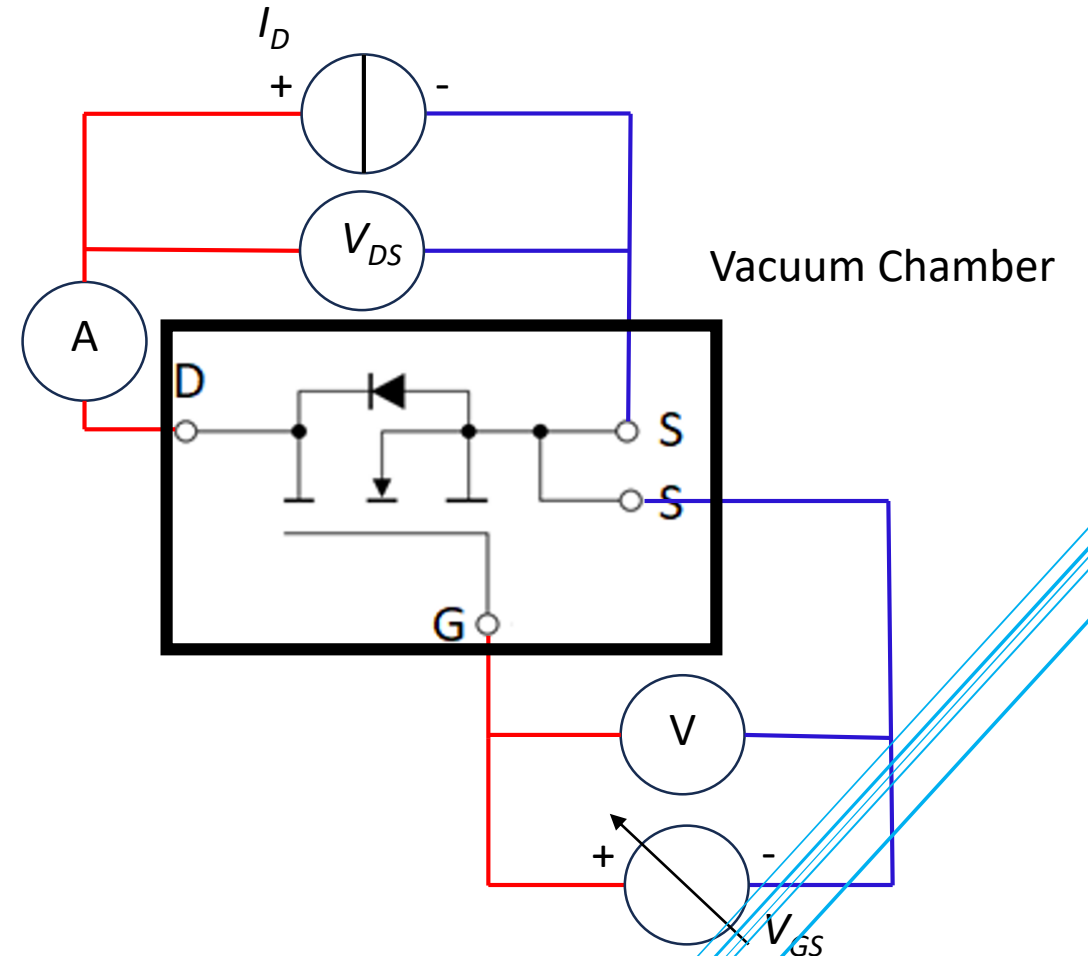 I_D
+ -
V_DS
Vacuum Chamber
A
D
S
S
G
V
+ -
V_GS